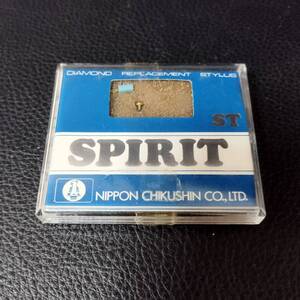 DIAMOND REPLACEMENT STYLUS
ST
SPIRIT
NIPPON CHIKUSHIN CO., LTD.